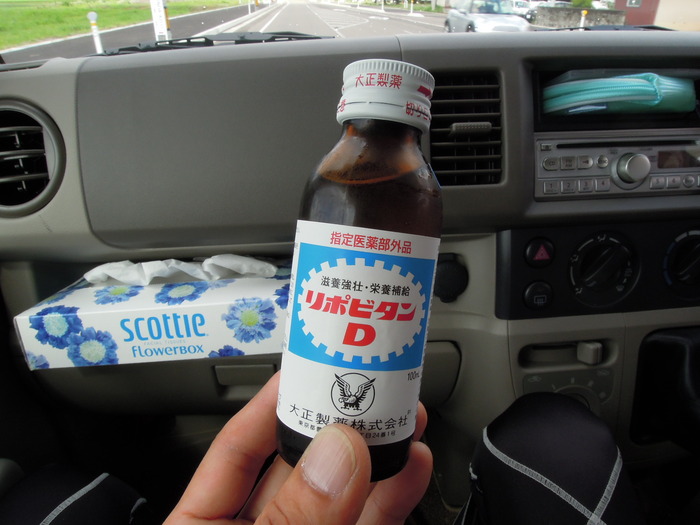 大正製薬
指定医薬部外品
滋養強壮・栄養補給
リポビタン
D
100mL
大正製薬株式会社
SCOTTIE
FLOWERBOX